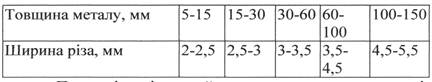 Товщина металу, мм 5-15 15-30 30-60 60-100 100-150
Ширина різа, мм 2-2,5 2,5-3 3-3,5 3,5-4,5 4,5-5,5